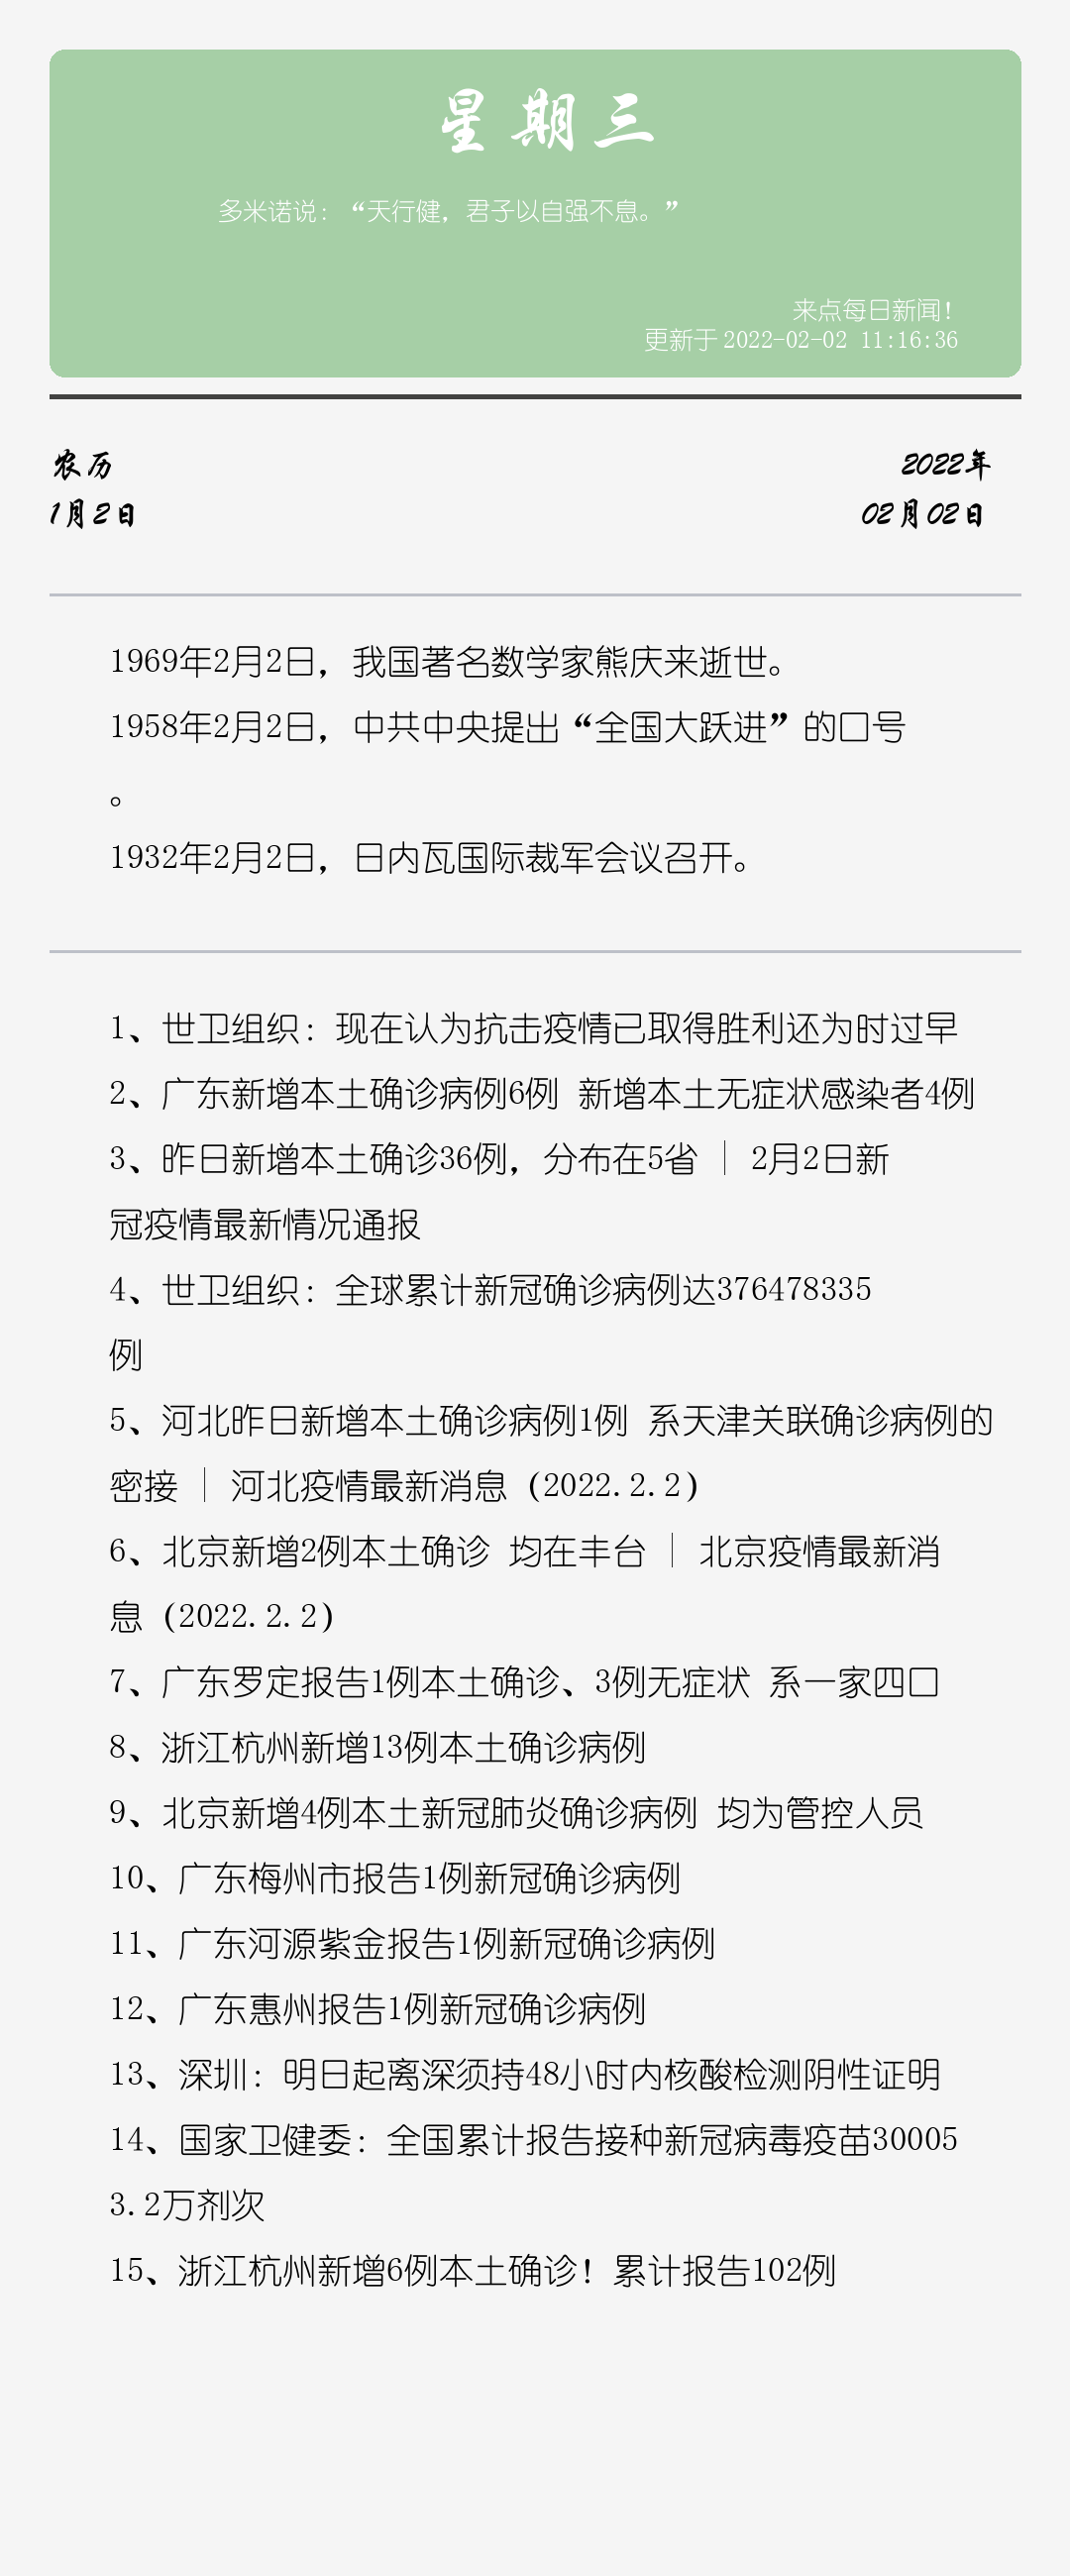 星期三
多米诺说：“天行健，君子以自强不息。”
来点每日新闻！
更新于 2022-02-02 11:16:36
农历
2022年
1月2日
02月02日
1969年2月2日，我国著名数学家熊庆来逝世。
1958年2月2日，中共中央提出“全国大跃进”的口号
。
1932年2月2日，日内瓦国际裁军会议召开。
1、世卫组织：现在认为抗击疫情已取得胜利还为时过早
2、广东新增本土确诊病例6例 新增本土无症状感染者4例
3、昨日新增本土确诊36例，分布在5省 | 2月2日新
冠疫情最新情况通报
4、世卫组织：全球累计新冠确诊病例达376478335
例
5、河北昨日新增本土确诊病例1例 系天津关联确诊病例的
密接 | 河北疫情最新消息（2022.2.2）
6、北京新增2例本土确诊 均在丰台 | 北京疫情最新消
息（2022.2.2）
7、广东罗定报告1例本土确诊、3例无症状 系一家四口
8、浙江杭州新增13例本土确诊病例
9、北京新增4例本土新冠肺炎确诊病例 均为管控人员
10、广东梅州市报告1例新冠确诊病例
11、广东河源紫金报告1例新冠确诊病例
12、广东惠州报告1例新冠确诊病例
13、深圳：明日起离深须持48小时内核酸检测阴性证明
14、国家卫健委：全国累计报告接种新冠病毒疫苗30005
3.2万剂次
15、浙江杭州新增6例本土确诊！累计报告102例